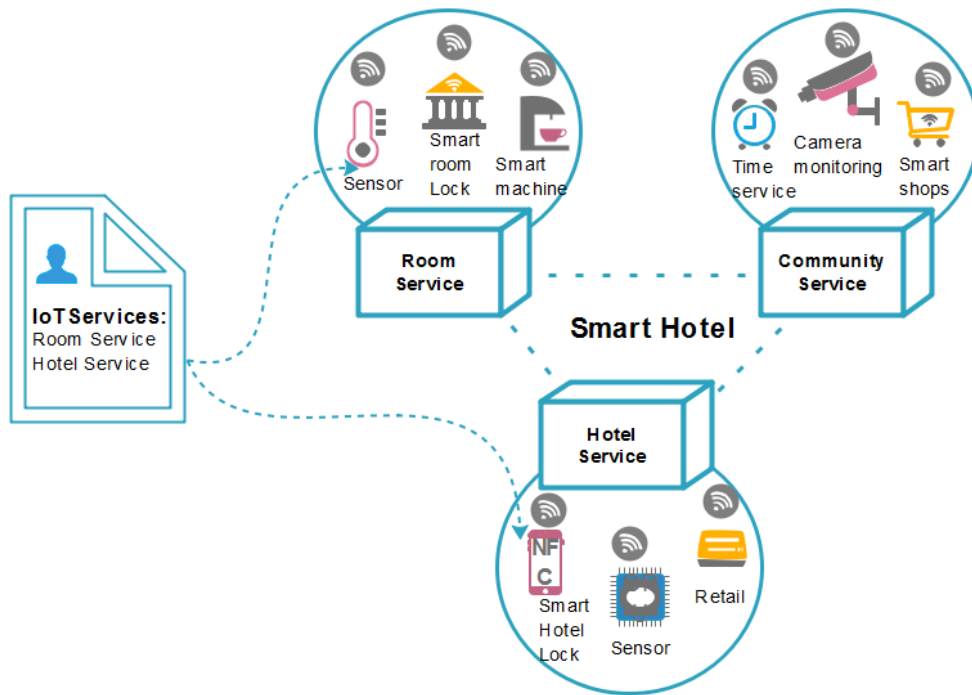 Smart
room
Lock
Sensor
Smart
machine
Time
service
Camera
monitoring
Smart
shops
Room
Service
Community
Service
IoTServices:
Room Service
Hotel Service
Smart Hotel
Hotel
Service
NF
C
Smart
Hotel
Lock
Sensor
Retail